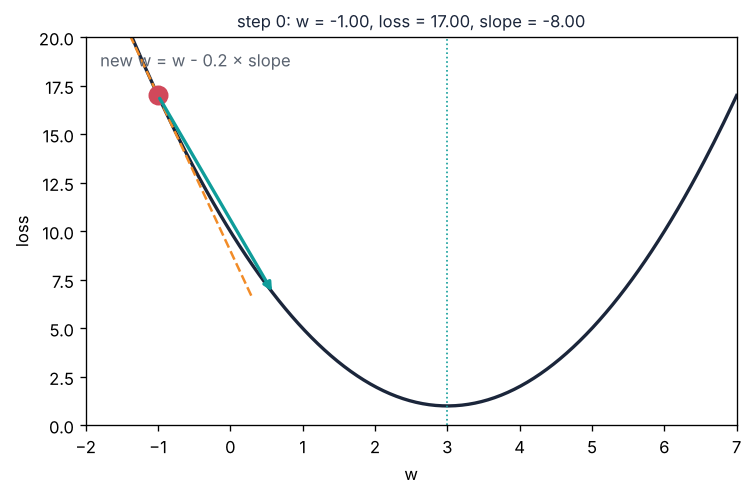 step 0: w = -1.00, loss = 17.00, slope = -8.00
new w = w - 0.2 × slope
20.0
17.5
15.0
12.5
10.0
7.5
5.0
2.5
0.0
loss
−2 −1 0 1 2 3 4 5 6 7
w